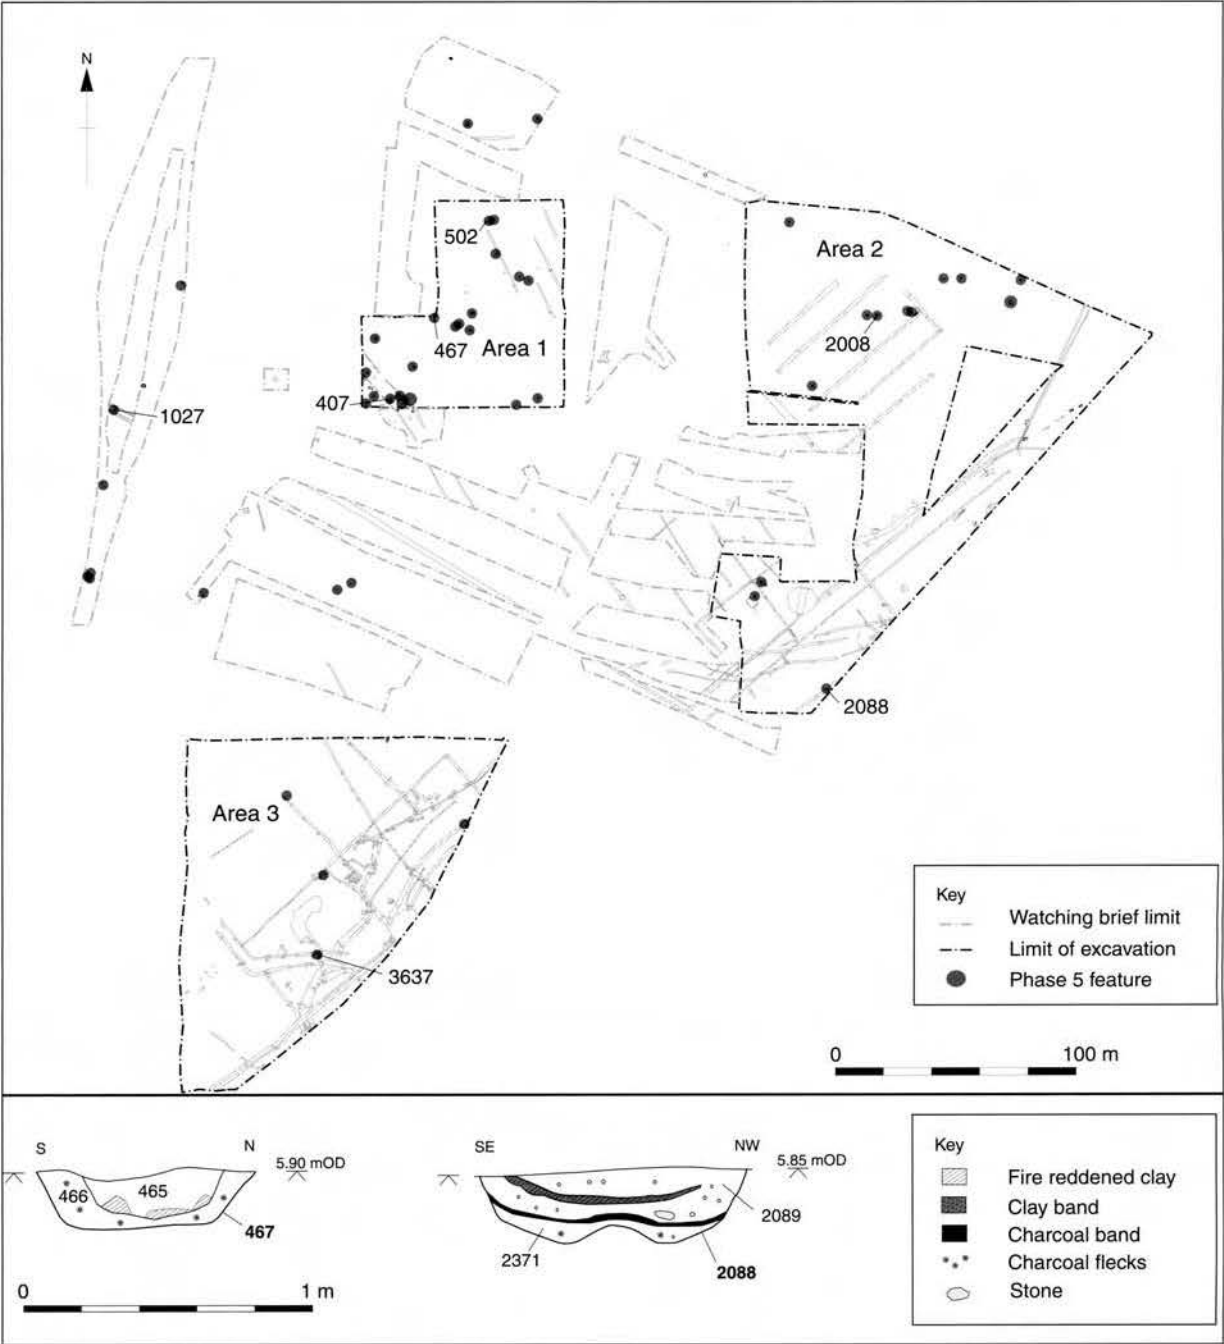 N
502
Area 2
2008
467
Area 1
407
1027
2088
Area 3
3637
Key
Watching brief limit
Limit of excavation
Phase 5 feature
0
100 m
S
N
5.90 mOD
466
465
467
0
1 m
SE
NW
5.85 mOD
2089
2371
2088
Key
Fire reddened clay
Clay band
Charcoal band
Charcoal flecks
Stone